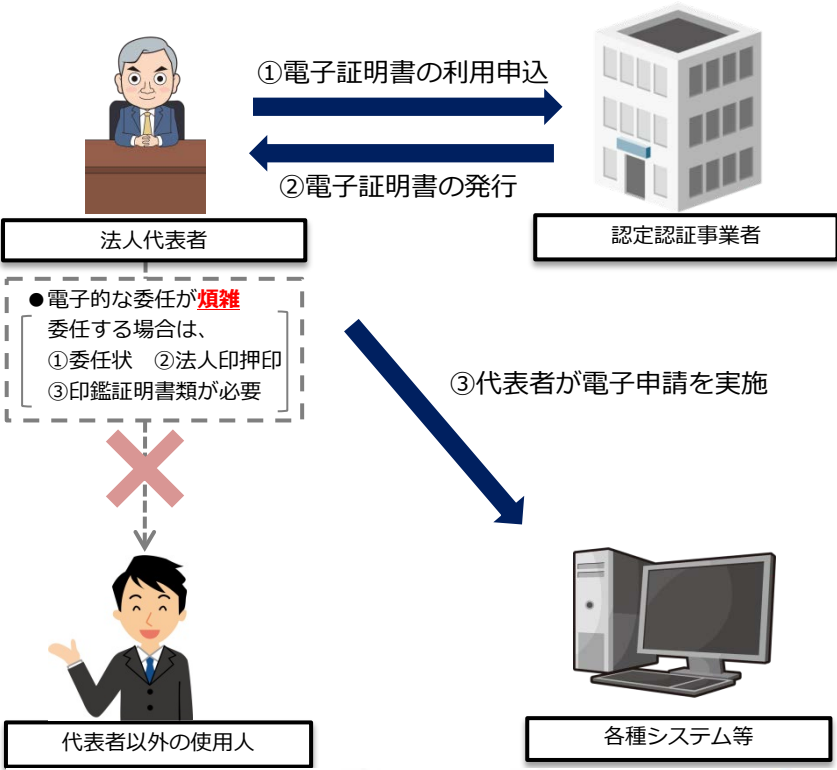 ①電子証明書の利用申込
②電子証明書の発行
法人代表者
認定認証事業者
●電子的な委任が煩雑
委任する場合は、
①委任状 ②法人印押印
③印鑑証明書類が必要
③代表者が電子申請を実施
代表者以外の使用人
各種システム等